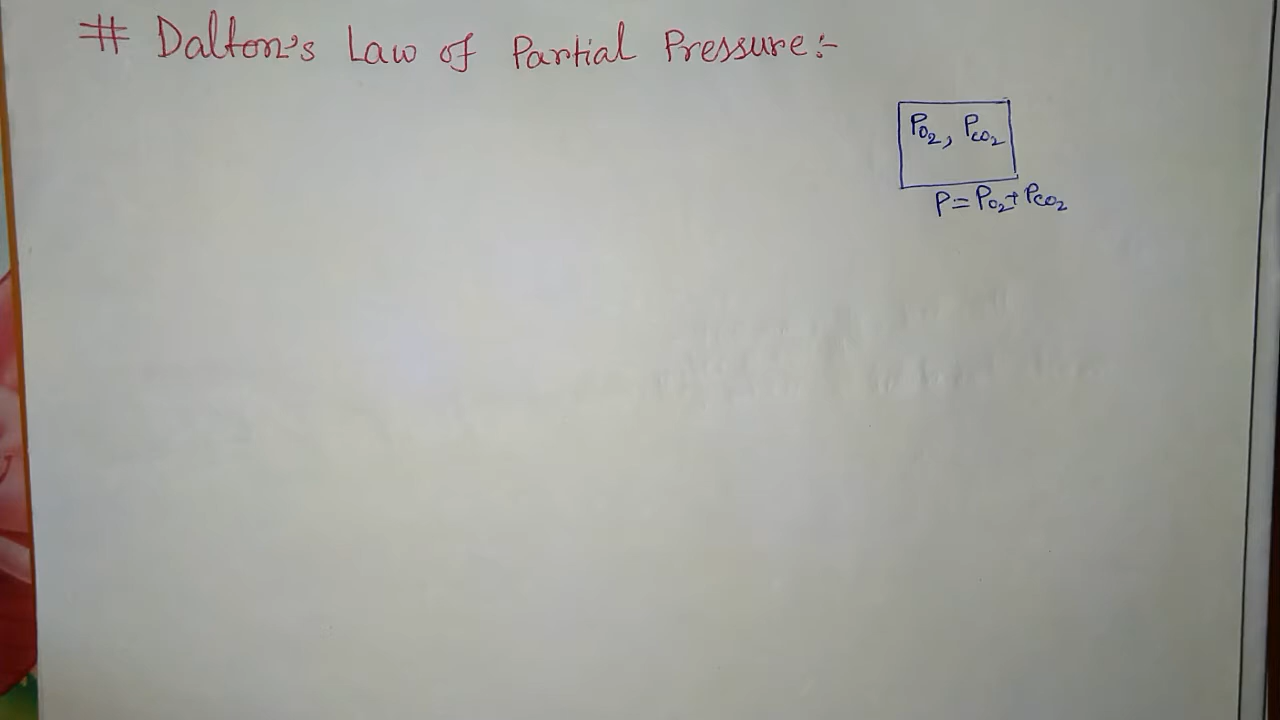 # Dalton's Law of Partial Pressure:-
PO₂, PCO₂
P = PO₂ + PCO₂